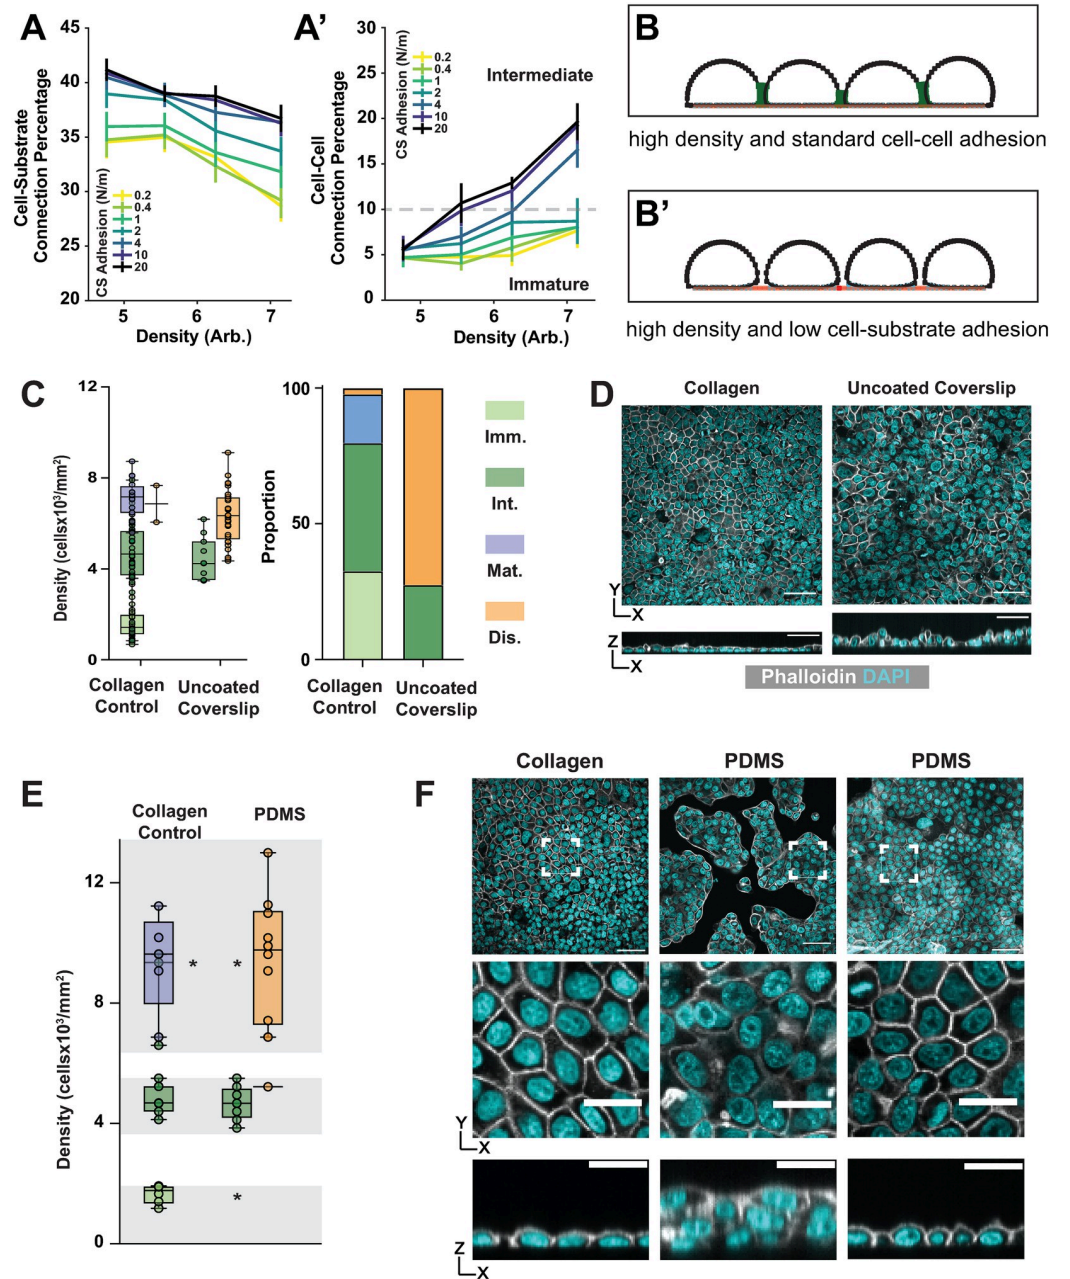 A
45
40
35
30
25
20
Cell-Substrate
Connection Percentage
CS Adhesion (N/m)
0.2
0.4
1
2
4
10
20
5
6
7
Density (Arb.)
A'
30
25
20
15
10
5
0
Cell-Cell
Connection Percentage
CS Adhesion (N/m)
0.2
0.4
1
2
4
10
20
Intermediate
Immature
5
6
7
Density (Arb.)
B
high density and standard cell-cell adhesion
B'
high density and low cell-substrate adhesion
C
12
8
4
0
Density (cellsx10³/mm²)
Collagen
Control
Uncoated
Coverslip
100
50
0
Proportion
Collagen
Control
Uncoated
Coverslip
Imm.
Int.
Mat.
Dis.
D
Collagen
Uncoated Coverslip
Y
X
Z
X
Phalloidin DAPI
E
Collagen
Control
PDMS
12
8
4
0
Density (cellsx10³/mm²)
* *
*
F
Collagen
PDMS
PDMS
Y
X
Z
X